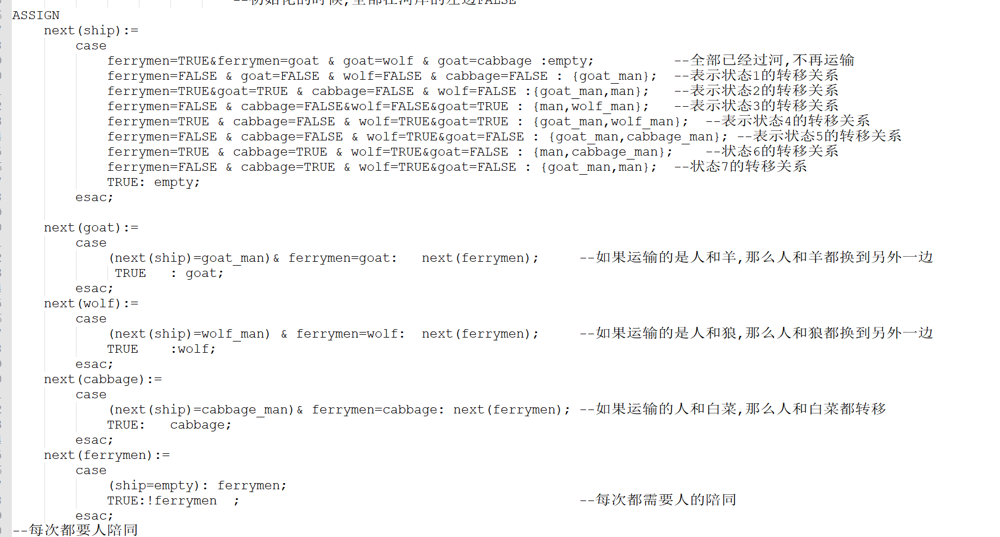 --初始化的时候,全部在河岸的左边FALSE
ASSIGN
next(ship):=
case
ferrymen=TRUE&ferrymen=goat & goat=wolf & goat=cabbage :empty; --全部已经过河,不再运输
ferrymen=FALSE & goat=FALSE & wolf=FALSE & cabbage=FALSE : {goat_man}; --表示状态1的转移关系
ferrymen=TRUE&goat=TRUE & cabbage=FALSE & wolf=FALSE :{goat_man,man}; --表示状态2的转移关系
ferrymen=FALSE & cabbage=FALSE&wolf=FALSE&goat=TRUE : {man,wolf_man}; --表示状态3的转移关系
ferrymen=TRUE & cabbage=FALSE & wolf=TRUE&goat=TRUE : {goat_man,wolf_man}; --表示状态4的转移关系
ferrymen=FALSE & cabbage=FALSE & wolf=TRUE&goat=FALSE : {goat_man,cabbage_man}; --表示状态5的转移关系
ferrymen=TRUE & cabbage=TRUE & wolf=TRUE&goat=FALSE : {man,cabbage_man}; --状态6的转移关系
ferrymen=FALSE & cabbage=TRUE & wolf=TRUE&goat=FALSE : {goat_man,man}; --状态7的转移关系
TRUE: empty;
esac;
next(goat):=
case
(next(ship)=goat_man)& ferrymen=goat: next(ferrymen); --如果运输的是人和羊,那么人和羊都换到另外一边
TRUE : goat;
esac;
next(wolf):=
case
(next(ship)=wolf_man) & ferrymen=wolf: next(ferrymen); --如果运输的是人和狼,那么人和狼都换到另外一边
TRUE :wolf;
esac;
next(cabbage):=
case
(next(ship)=cabbage_man)& ferrymen=cabbage: next(ferrymen); --如果运输的人和白菜,那么人和白菜都转移
TRUE: cabbage;
esac;
next(ferrymen):=
case
(ship=empty): ferrymen;
TRUE:!ferrymen ; --每次都需要人的陪同
esac;
--每次都要人陪同